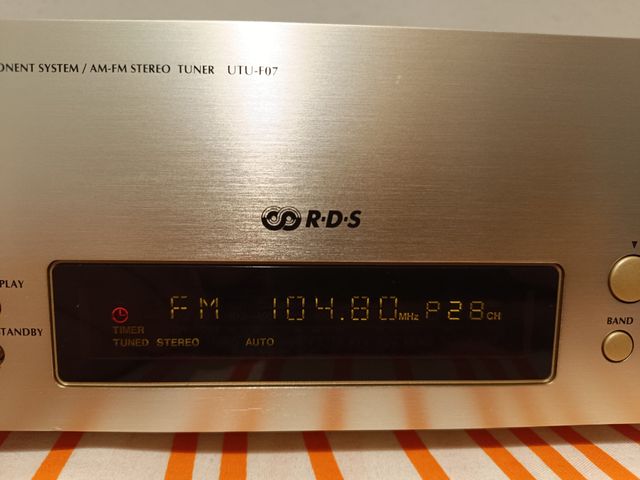 ONENT SYSTEM / AM-FM STEREO TUNER UTU-F07
R·D·S
PLAY
STANDBY
BAND
FM 104.80 MHz P28 CH
TIMER
TUNED STEREO AUTO